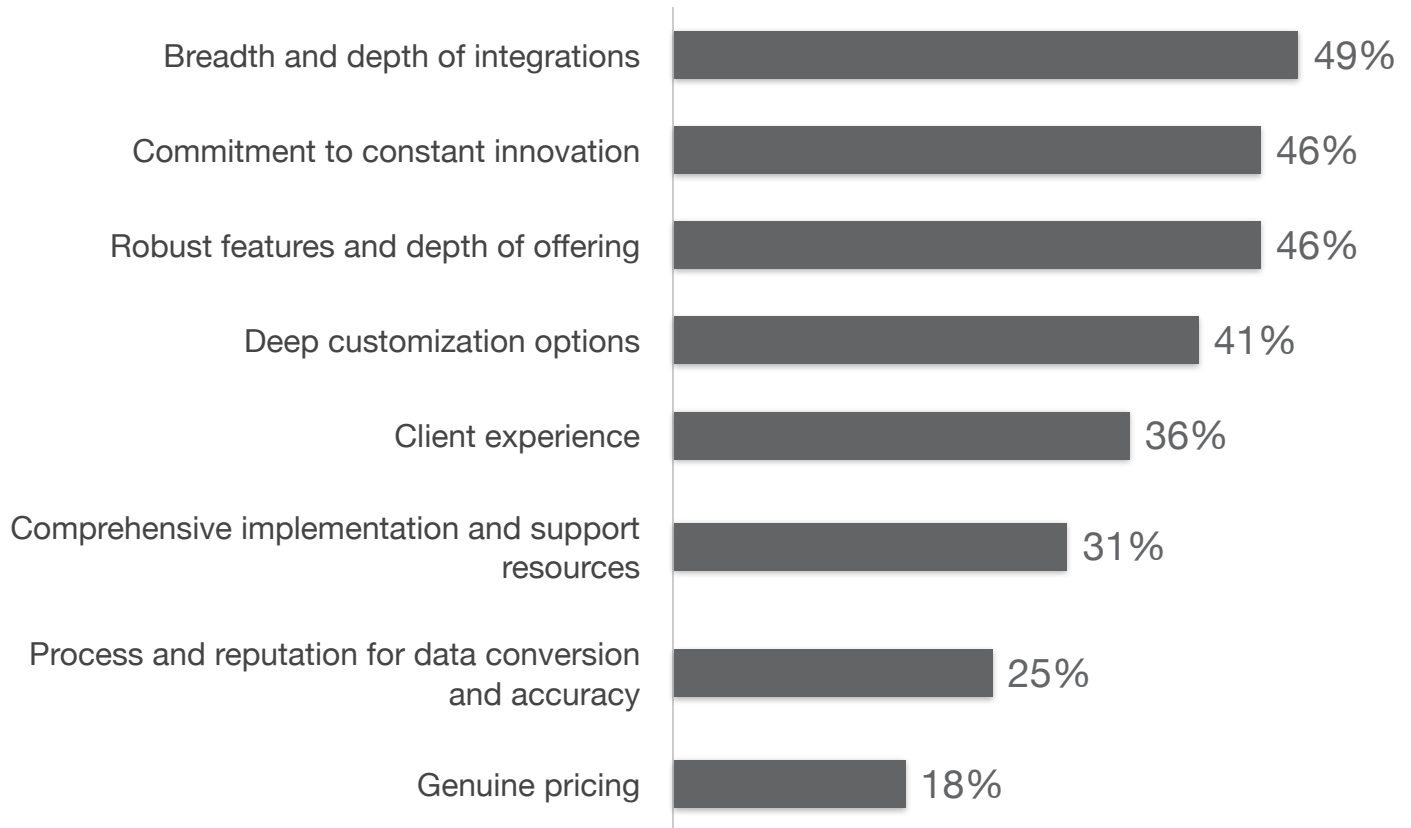 Breadth and depth of integrations 49%
Commitment to constant innovation 46%
Robust features and depth of offering 46%
Deep customization options 41%
Client experience 36%
Comprehensive implementation and support
resources 31%
Process and reputation for data conversion
and accuracy 25%
Genuine pricing 18%